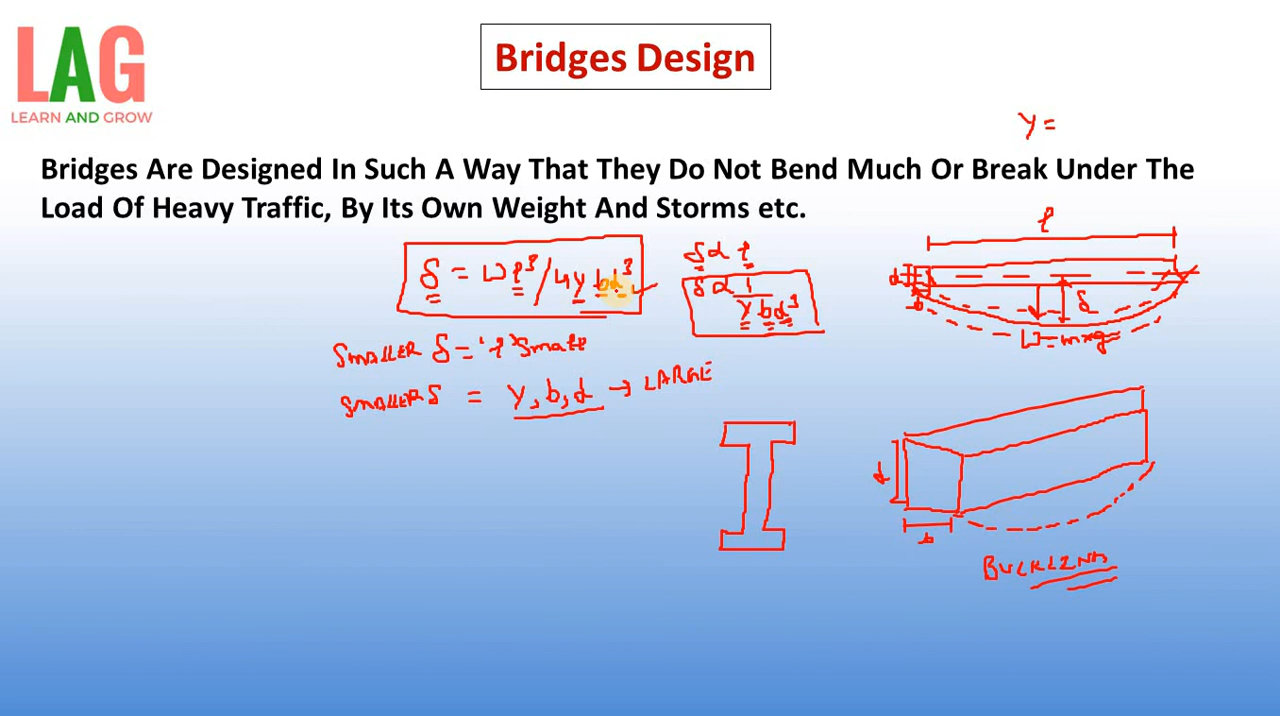 LAG
LEARN AND GROW
Bridges Design
Y =
Bridges Are Designed In Such A Way That They Do Not Bend Much Or Break Under The
Load Of Heavy Traffic, By Its Own Weight And Storms etc.
l
δ = Wl³/4Ybd³
δ α l
δ α 1/Ybd³
d
b
δ
W=mxg
SMALLER δ = 'l' Small
SMALLER δ = Y, b, d → LARGE
d
b
BUCKLING